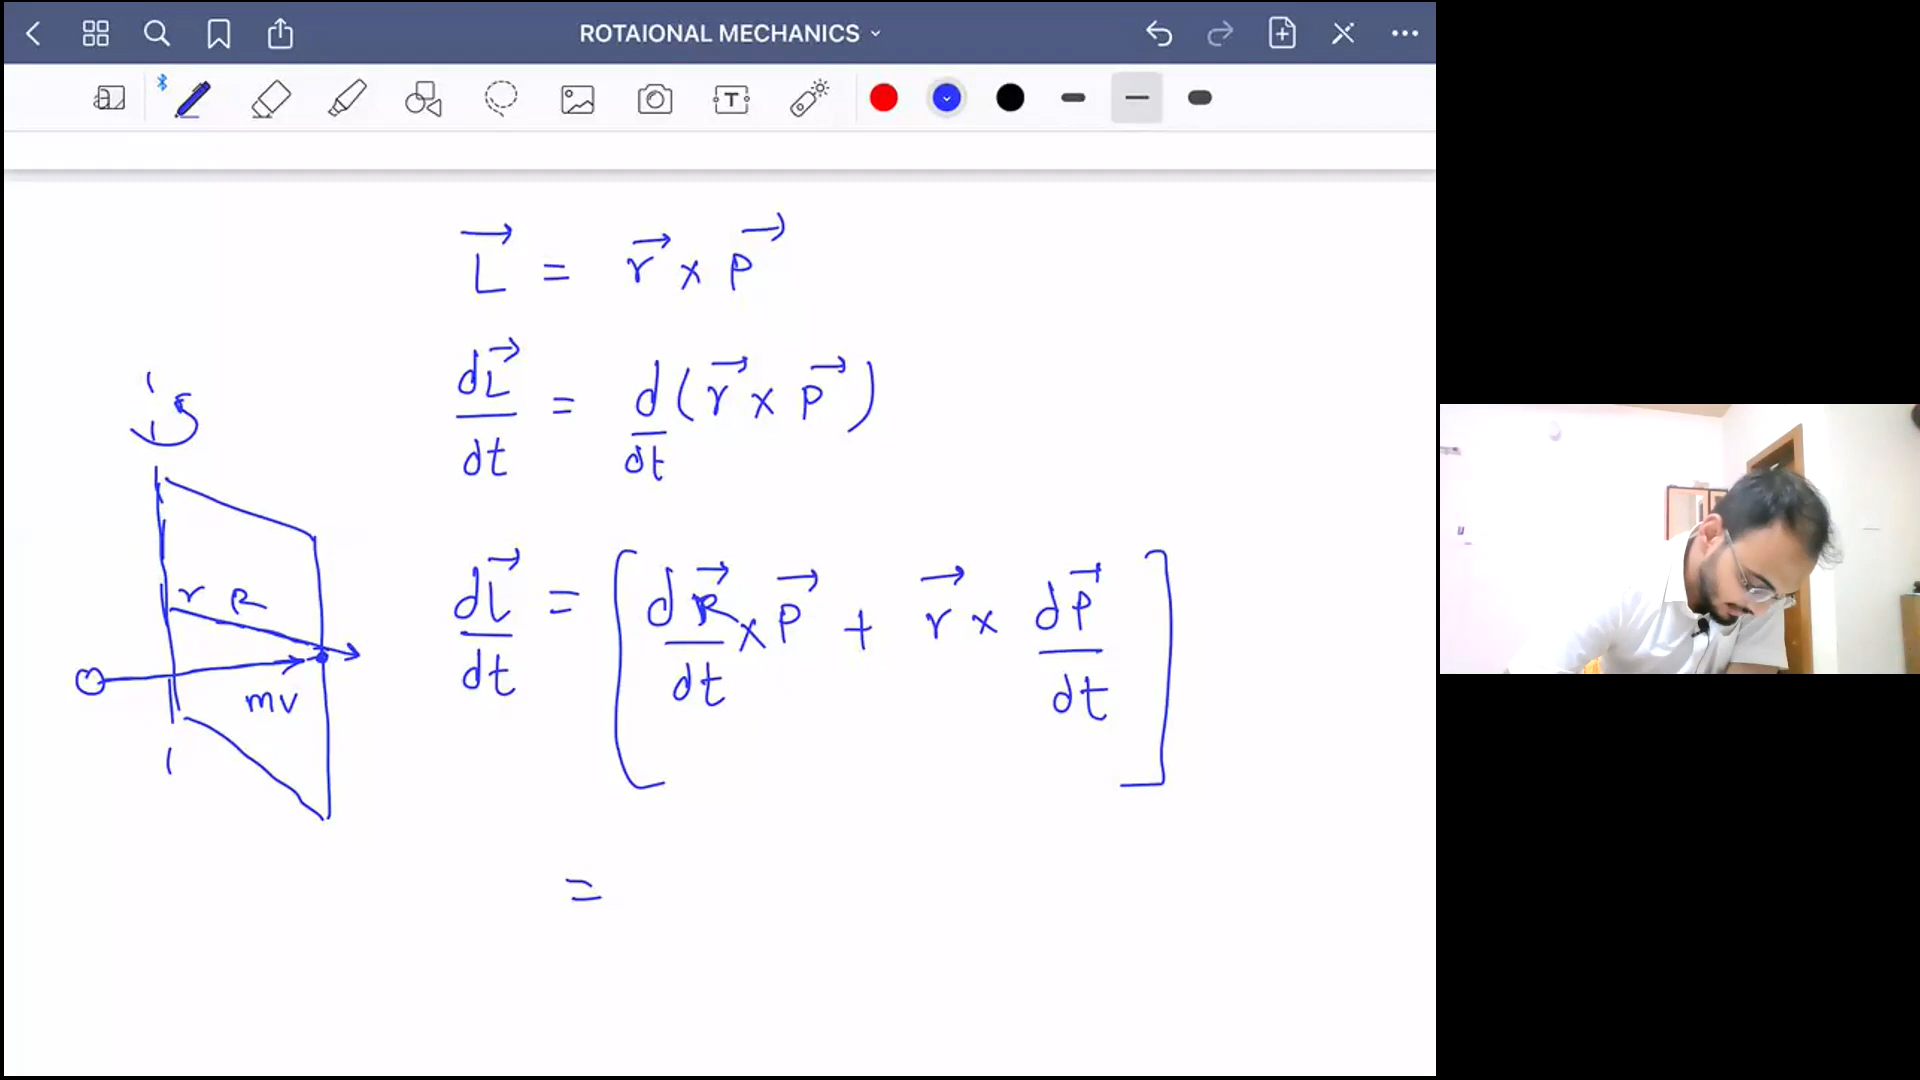 ROTAIONAL MECHANICS
T
L⃗ = r⃗ × P⃗
dL⃗/dt = d/dt (r⃗ × P⃗)
r R
dL⃗/dt = [dR⃗/dt × P⃗ + r⃗ × dP⃗/dt]
mv
=